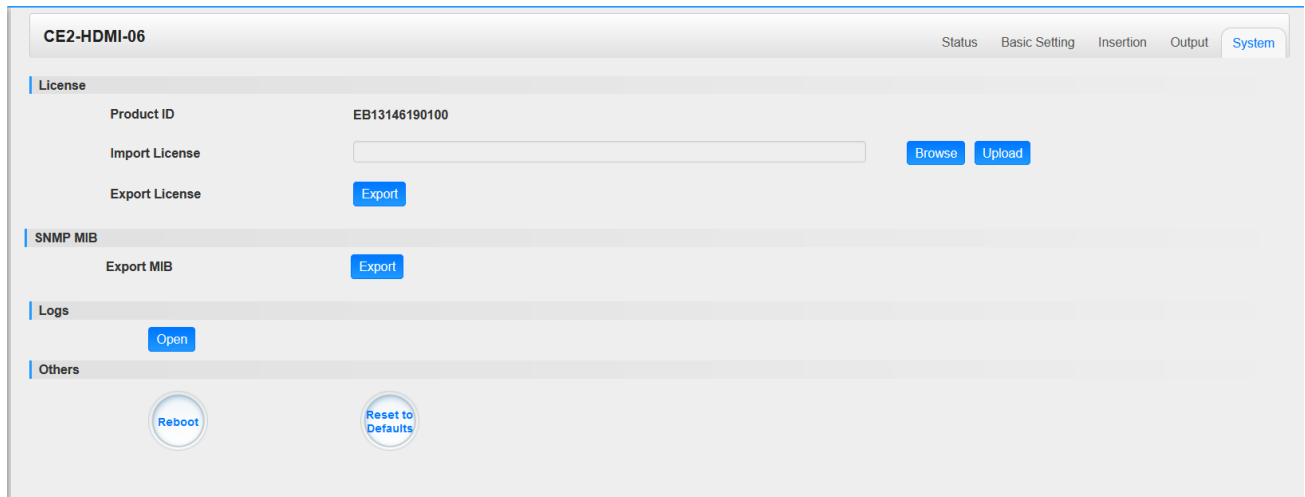 CE2-HDMI-06
Status Basic Setting Insertion Output System
License
Product ID EB13146190100
Import License Browse Upload
Export License Export
SNMP MIB
Export MIB Export
Logs
Open
Others
Reboot Reset to
Defaults